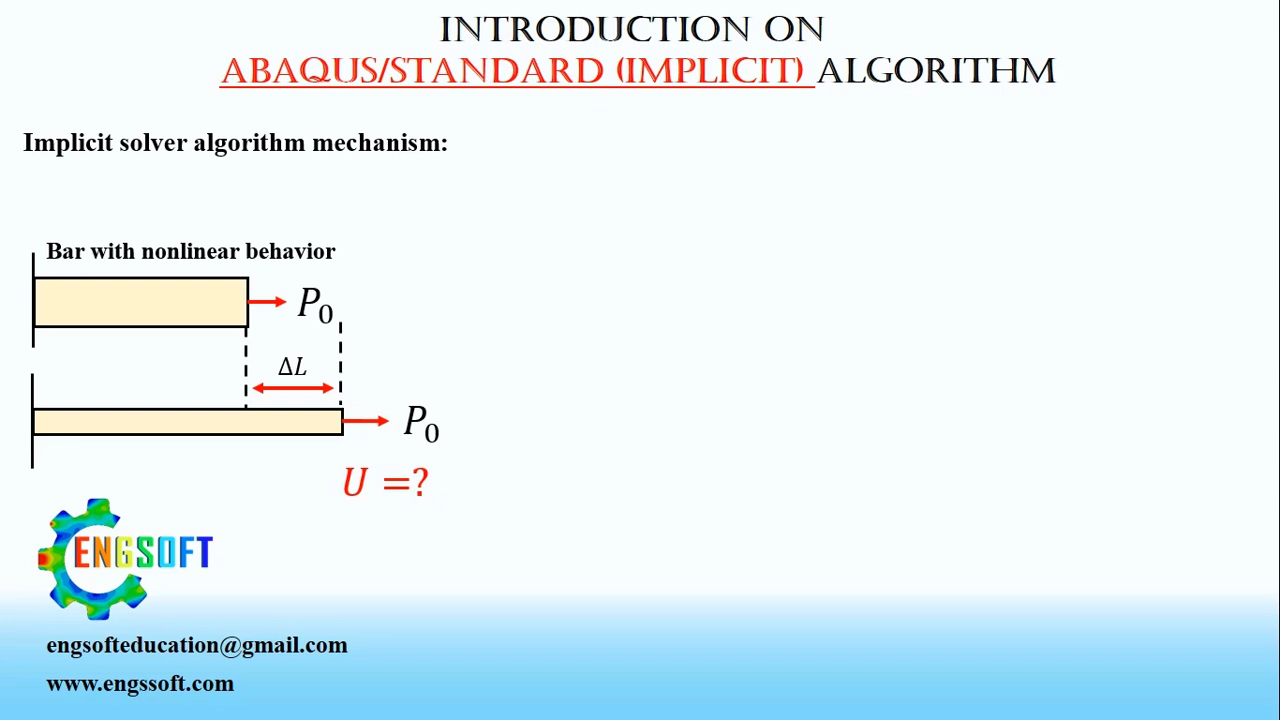 INTRODUCTION ON
ABAQUS/STANDARD (IMPLICIT) ALGORITHM
Implicit solver algorithm mechanism:
Bar with nonlinear behavior
P₀
ΔL
P₀
U =?
ENGSOFT
engsofteducation@gmail.com
www.engssoft.com